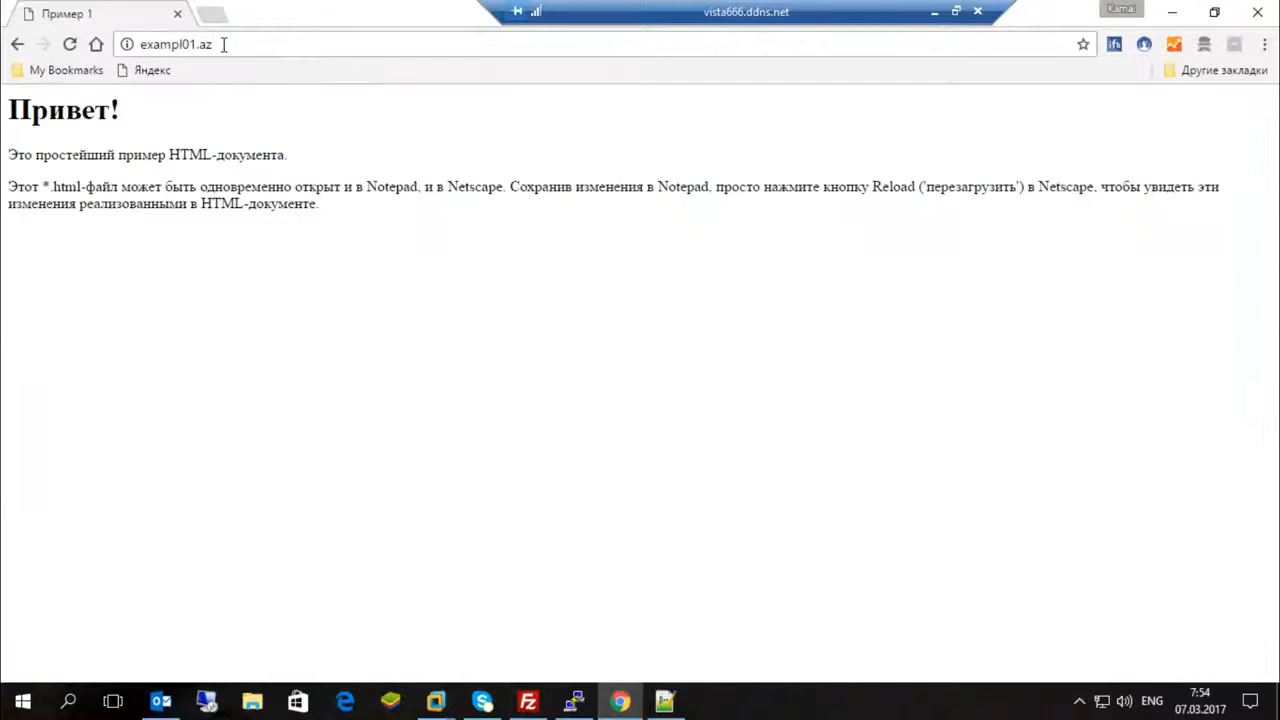 Пример 1
vista666.ddns.net
Kamal
exampl01.az
My Bookmarks
Яндекс
Другие закладки
Привет!
Это простейший пример HTML-документа.
Этот *.html-файл может быть одновременно открыт и в Notepad, и в Netscape. Сохранив изменения в Notepad, просто нажмите кнопку Reload ('перезагрузить') в Netscape, чтобы увидеть эти
изменения реализованными в HTML-документе.
ENG
7:54
07.03.2017